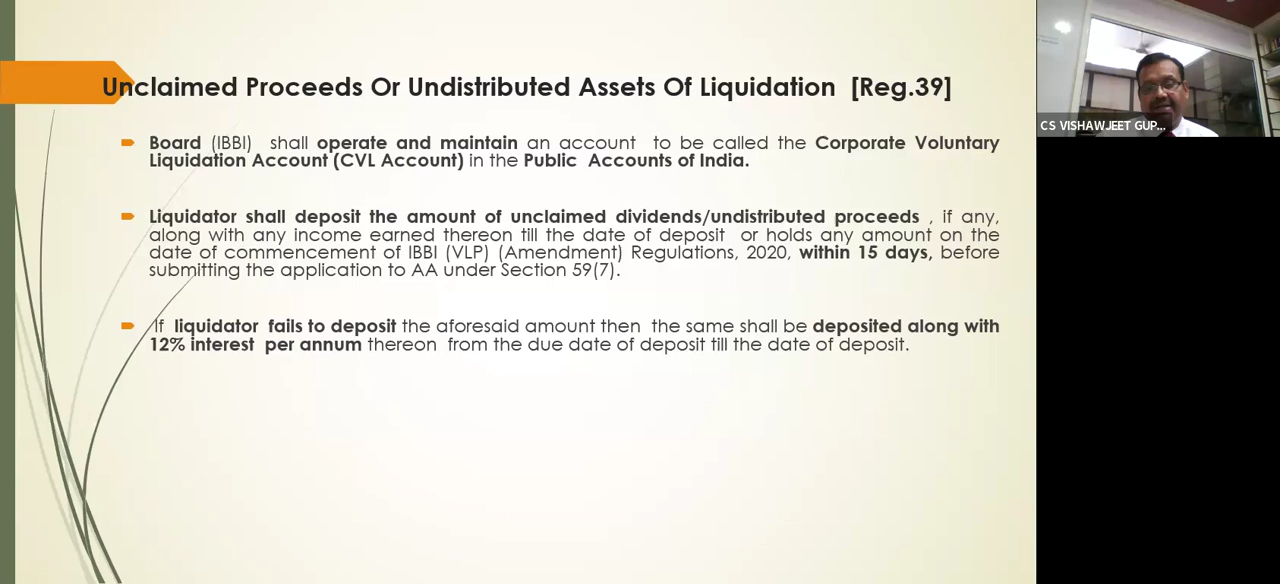 Unclaimed Proceeds Or Undistributed Assets Of Liquidation [Reg.39]
Board (IBBI) shall operate and maintain an account to be called the Corporate Voluntary
Liquidation Account (CVL Account) in the Public Accounts of India.
Liquidator shall deposit the amount of unclaimed dividends/undistributed proceeds , if any,
along with any income earned thereon till the date of deposit or holds any amount on the
date of commencement of IBBI (VLP) (Amendment) Regulations, 2020, within 15 days, before
submitting the application to AA under Section 59(7).
If liquidator fails to deposit the aforesaid amount then the same shall be deposited along with
12% interest per annum thereon from the due date of deposit till the date of deposit.
CS VISHAWJEET GUP...